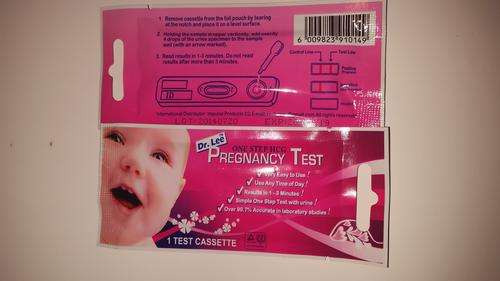 1. Remove cassette from the foil pouch by tearing
at the notch and place it on a level surface.
2. Holding the sample dropper vertically, add exactly
4 drops of the urine specimen to the sample
well (with an arrow marked).
3. Read results in 1-3 minutes. Do not read
results after more than 5 minutes.
6 009823 910149
Control Line
Test Line
Positive
International Distributor
LOT: 20140720
Dr. Lee
ONE STEP HCG
PREGNANCY TEST
✓ Very Easy to Use !
✓ Use Any Time of Day !
✓ Results in 1 - 3 Minutes !
✓ Simple One Step Test with urine !
✓ Over 99.7% Accurate in laboratory studies !
1 TEST CASSETTE